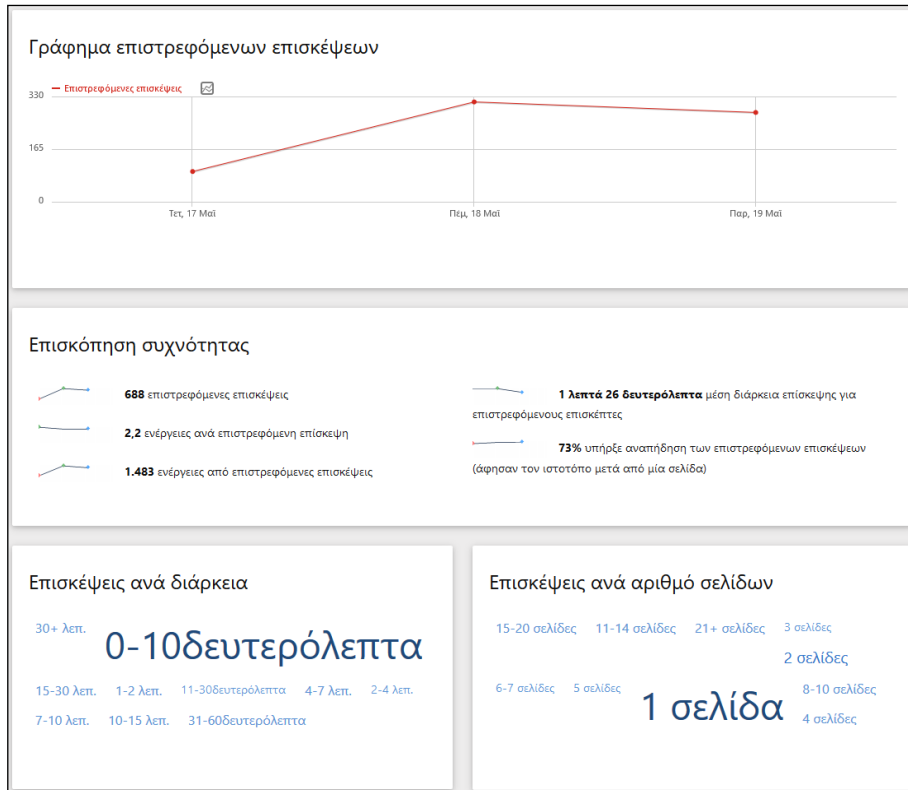 Γράφημα επιστρεφόμενων επισκέψεων
Επιστρεφόμενες επισκέψεις
330
165
0
Τετ, 17 Μαΐ
Πέμ, 18 Μαΐ
Παρ, 19 Μαΐ
Επισκόπηση συχνότητας
688 επιστρεφόμενες επισκέψεις
2,2 ενέργειες ανά επιστρεφόμενη επίσκεψη
1.483 ενέργειες από επιστρεφόμενες επισκέψεις
1 λεπτά 26 δευτερόλεπτα μέση διάρκεια επίσκεψης για
επιστρεφόμενους επισκέπτες
73% υπήρξε αναπήδηση των επιστρεφόμενων επισκέψεων
(άφησαν τον ιστοτόπο μετά από μία σελίδα)
Επισκέψεις ανά διάρκεια
30+ λεπ.
0-10δευτερόλεπτα
15-30 λεπ. 1-2 λεπ. 11-30δευτερόλεπτα 4-7 λεπ. 2-4 λεπ.
7-10 λεπ. 10-15 λεπ. 31-60δευτερόλεπτα
Επισκέψεις ανά αριθμό σελίδων
15-20 σελίδες 11-14 σελίδες 21+ σελίδες 3 σελίδες
2 σελίδες
6-7 σελίδες 5 σελίδες 1 σελίδα 8-10 σελίδες
4 σελίδες